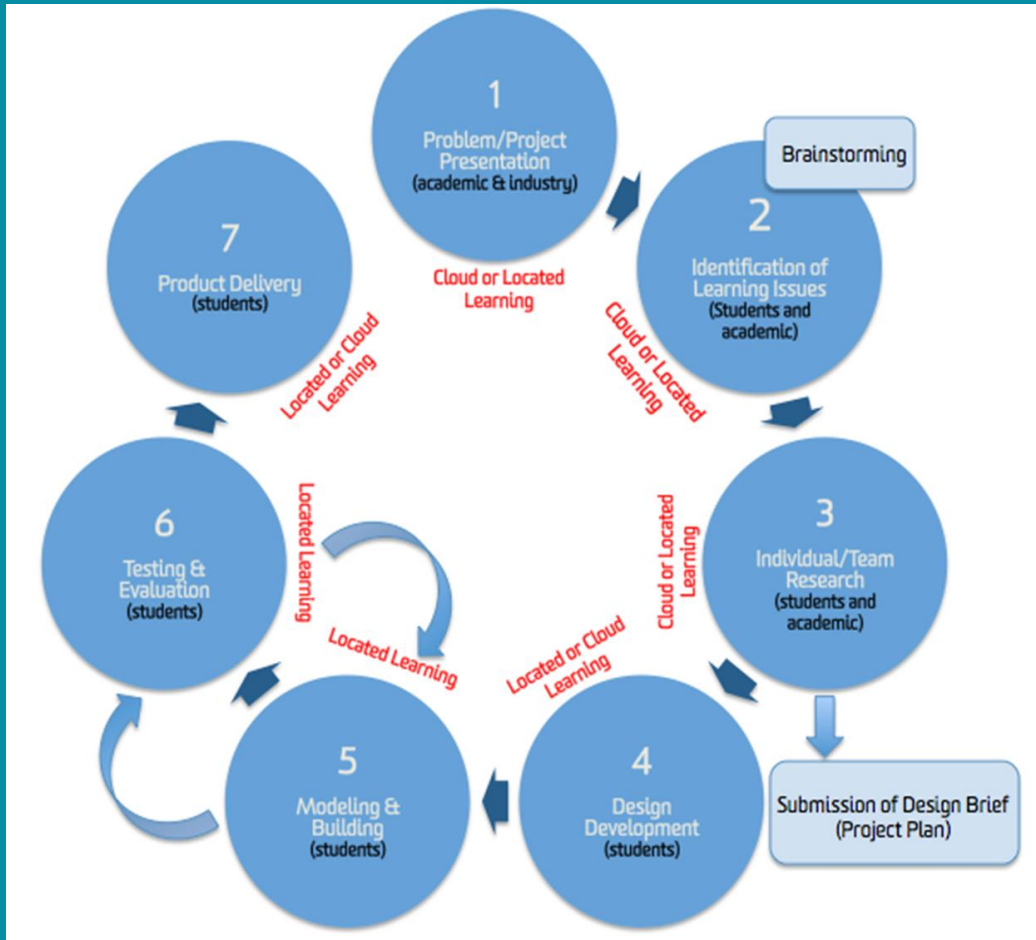 1
Problem/Project
Presentation
(academic & industry)
Cloud or Located
Learning
Brainstorming
2
Identification of
Learning Issues
(Students and
academic)
Cloud or Located
Learning
3
Individual/Team
Research
(students and
academic)
Cloud or Located
Learning
Submission of Design Brief
(Project Plan)
4
Design
Development
(students)
Located or Cloud
Learning
5
Modeling &
Building
(students)
Located Learning
6
Testing &
Evaluation
(students)
Located Learning
7
Product Delivery
(students)
Located or Cloud
Learning